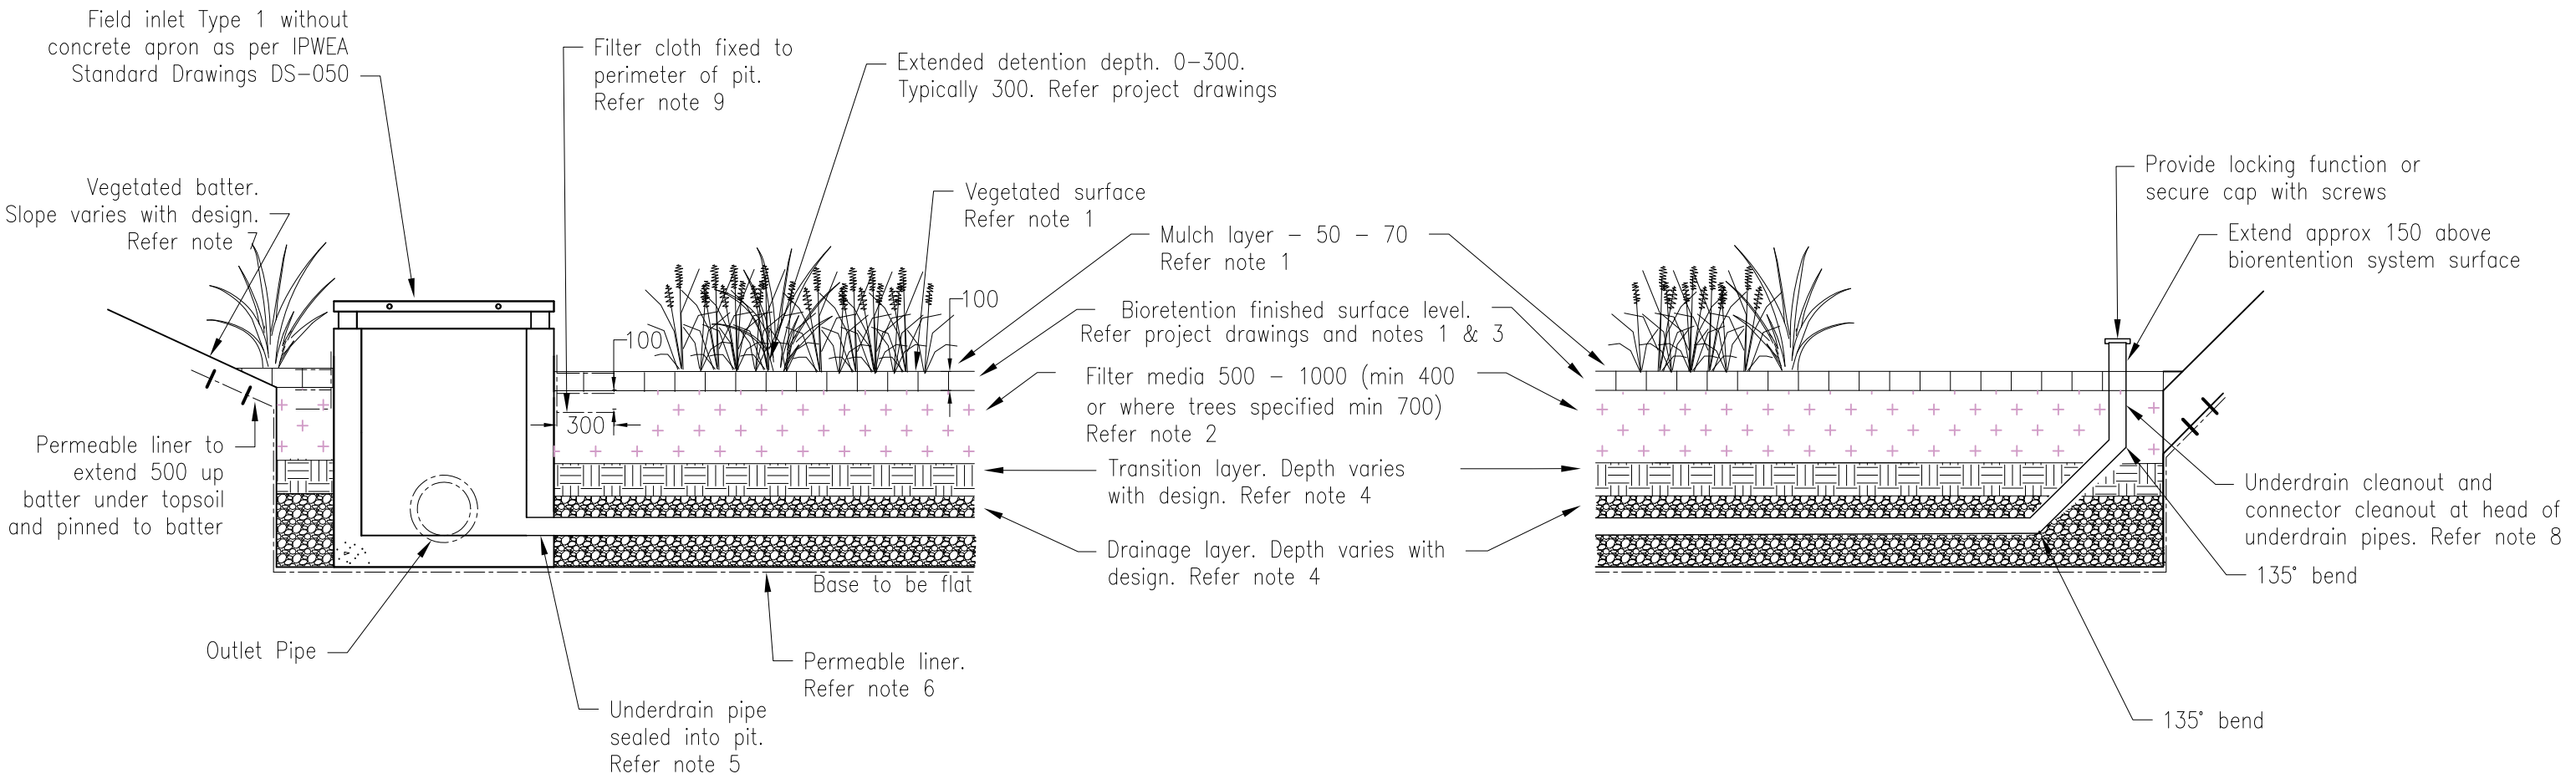 Field inlet Type 1 without
concrete apron as per IPWEA
Standard Drawings DS-050
Filter cloth fixed to
perimeter of pit.
Refer note 9
Extended detention depth. 0-300.
Typically 300. Refer project drawings
Vegetated batter.
Slope varies with design.
Refer note 7
Vegetated surface
Refer note 1
Mulch layer - 50 - 70
Refer note 1
Provide locking function or
secure cap with screws
Extend approx 150 above
biorentention system surface
100
100
Bioretention finished surface level.
Refer project drawings and notes 1 & 3
Filter media 500 - 1000 (min 400
or where trees specified min 700)
Refer note 2
300
Permeable liner to
extend 500 up
batter under topsoil
and pinned to batter
Transition layer. Depth varies
with design. Refer note 4
Underdrain cleanout and
connector cleanout at head of
underdrain pipes. Refer note 8
Drainage layer. Depth varies with
design. Refer note 4
135° bend
Base to be flat
Outlet Pipe
Permeable liner.
Refer note 6
Underdrain pipe
sealed into pit.
Refer note 5
135° bend